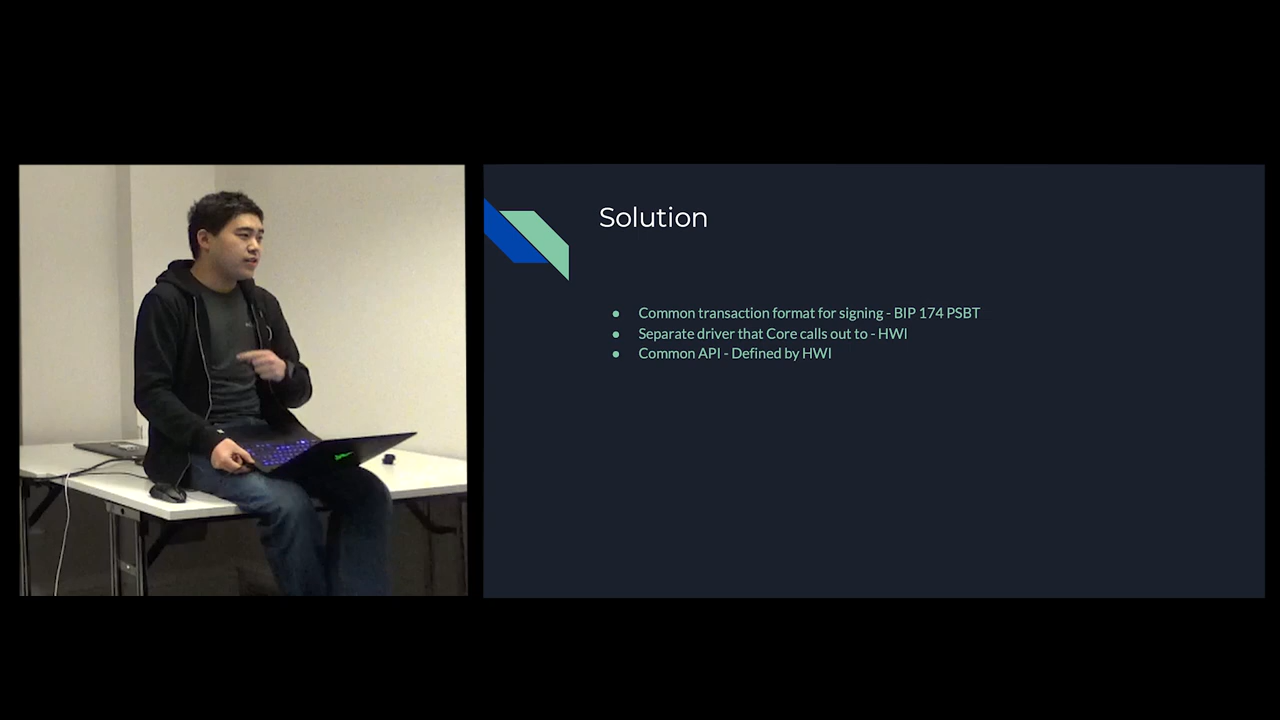 Solution
● Common transaction format for signing - BIP 174 PSBT
● Separate driver that Core calls out to - HWI
● Common API - Defined by HWI